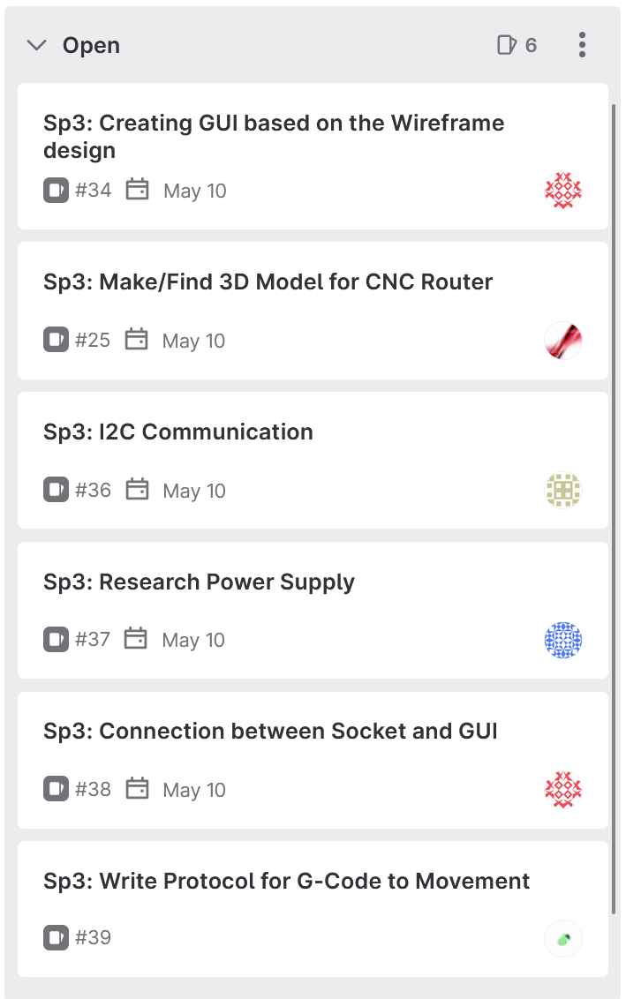 Open
6
Sp3: Creating GUI based on the Wireframe
design
#34 May 10
Sp3: Make/Find 3D Model for CNC Router
#25 May 10
Sp3: I2C Communication
#36 May 10
Sp3: Research Power Supply
#37 May 10
Sp3: Connection between Socket and GUI
#38 May 10
Sp3: Write Protocol for G-Code to Movement
#39